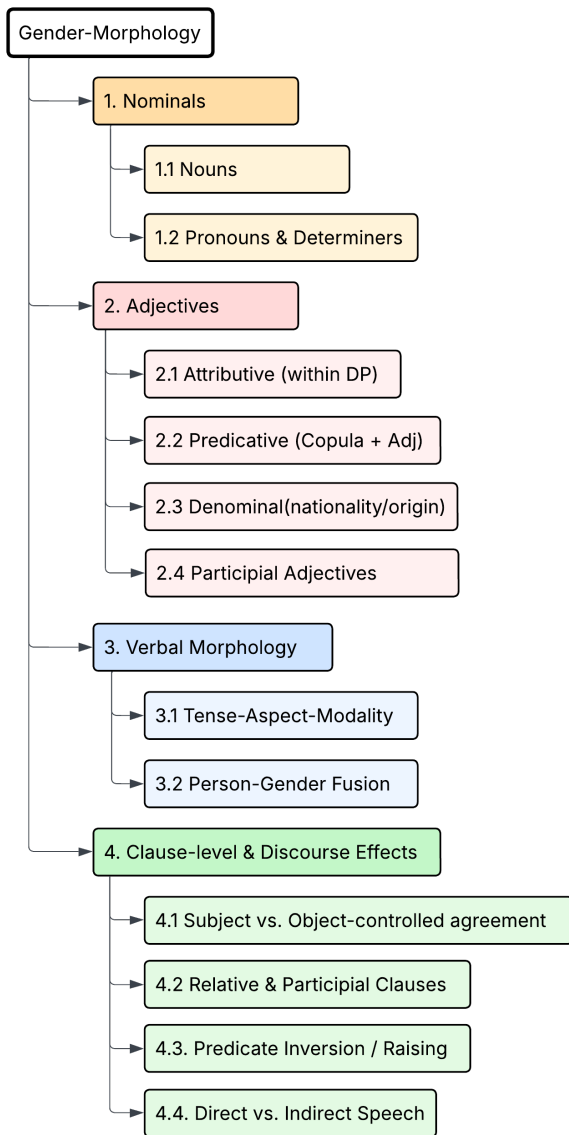 Gender-Morphology
1. Nominals
1.1 Nouns
1.2 Pronouns & Determiners
2. Adjectives
2.1 Attributive (within DP)
2.2 Predicative (Copula + Adj)
2.3 Denominal(nationality/origin)
2.4 Participial Adjectives
3. Verbal Morphology
3.1 Tense-Aspect-Modality
3.2 Person-Gender Fusion
4. Clause-level & Discourse Effects
4.1 Subject vs. Object-controlled agreement
4.2 Relative & Participial Clauses
4.3. Predicate Inversion / Raising
4.4. Direct vs. Indirect Speech